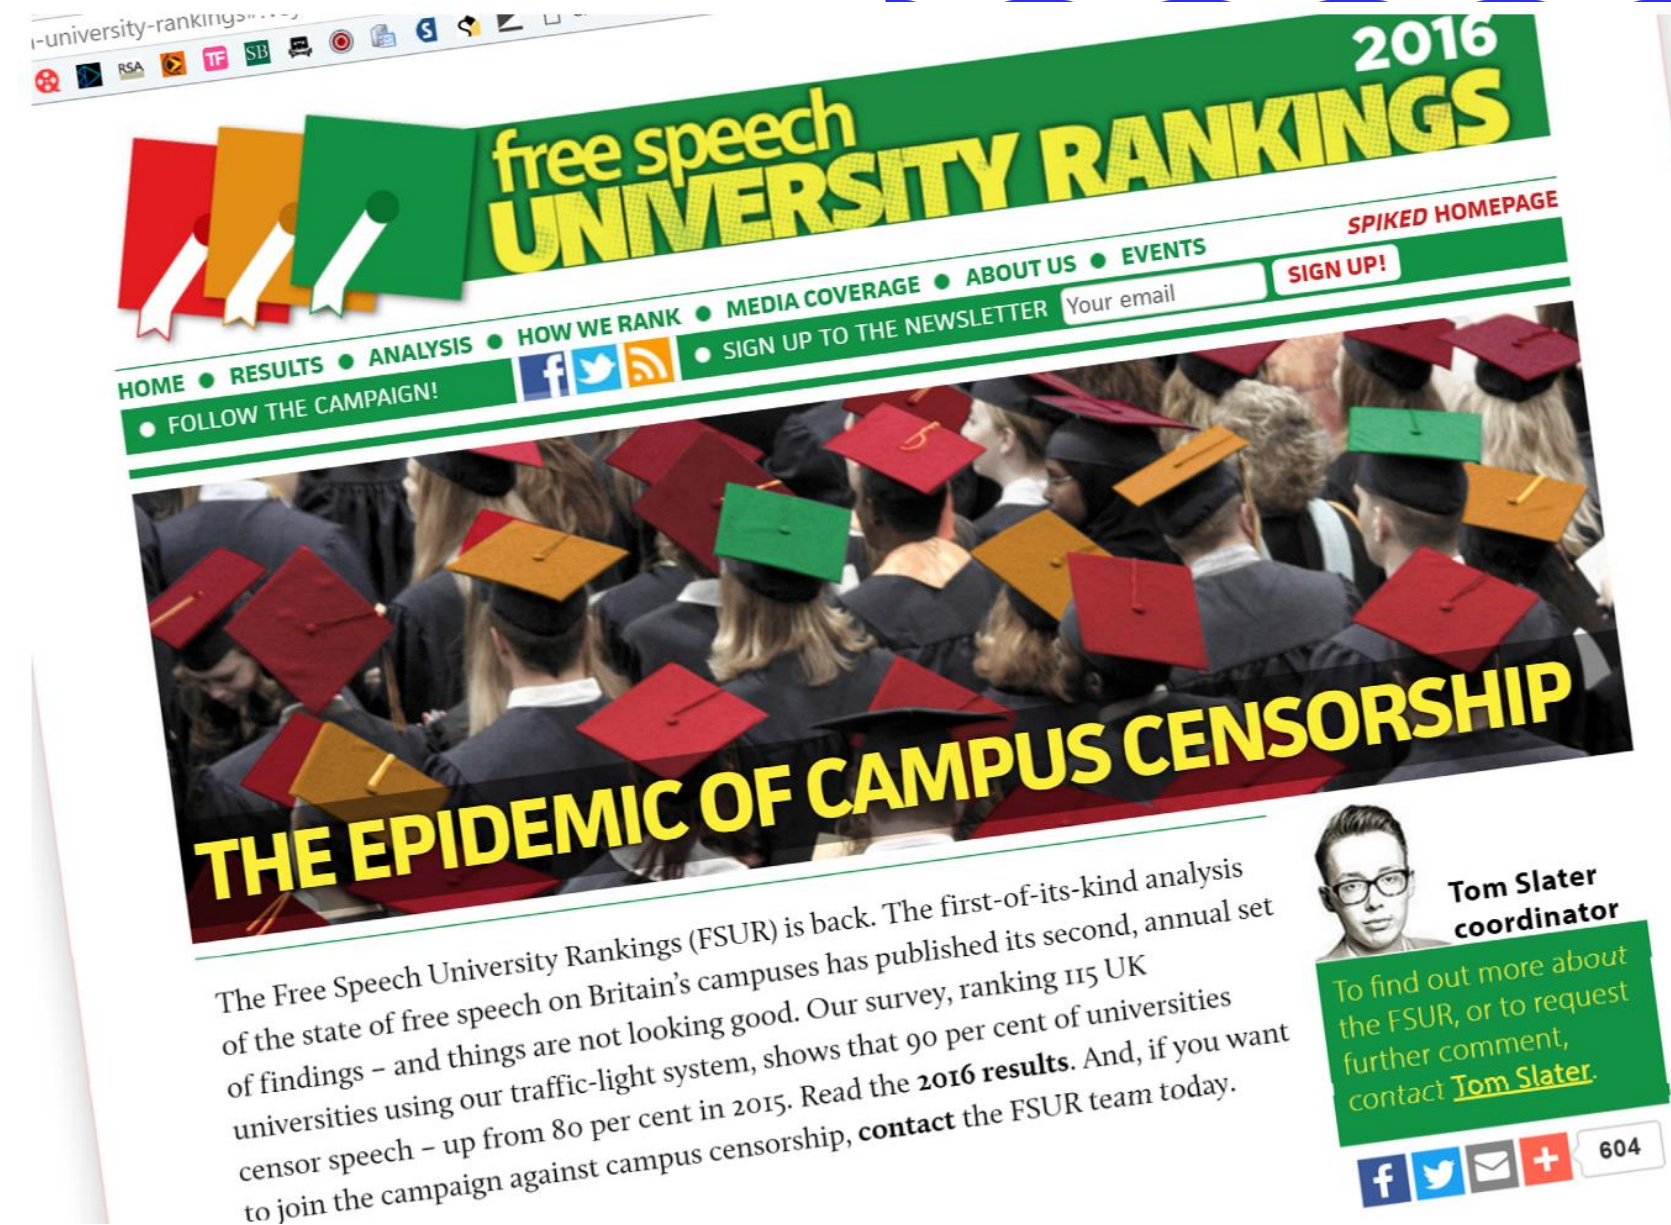 -university-rankings
RSA
TF
SB
2016
free speech
UNIVERSITY RANKINGS
SPIKED HOMEPAGE
HOME ● RESULTS ● ANALYSIS ● HOW WE RANK ● MEDIA COVERAGE ● ABOUT US ● EVENTS
● FOLLOW THE CAMPAIGN!
● SIGN UP TO THE NEWSLETTER Your email SIGN UP!
THE EPIDEMIC OF CAMPUS CENSORSHIP
The Free Speech University Rankings (FSUR) is back. The first-of-its-kind analysis
of the state of free speech on Britain's campuses has published its second, annual set
of findings – and things are not looking good. Our survey, ranking 115 UK
universities using our traffic-light system, shows that 90 per cent of universities
censor speech – up from 80 per cent in 2015. Read the 2016 results. And, if you want
to join the campaign against campus censorship, contact the FSUR team today.
Tom Slater
coordinator
To find out more about
the FSUR, or to request
further comment,
contact Tom Slater.
604